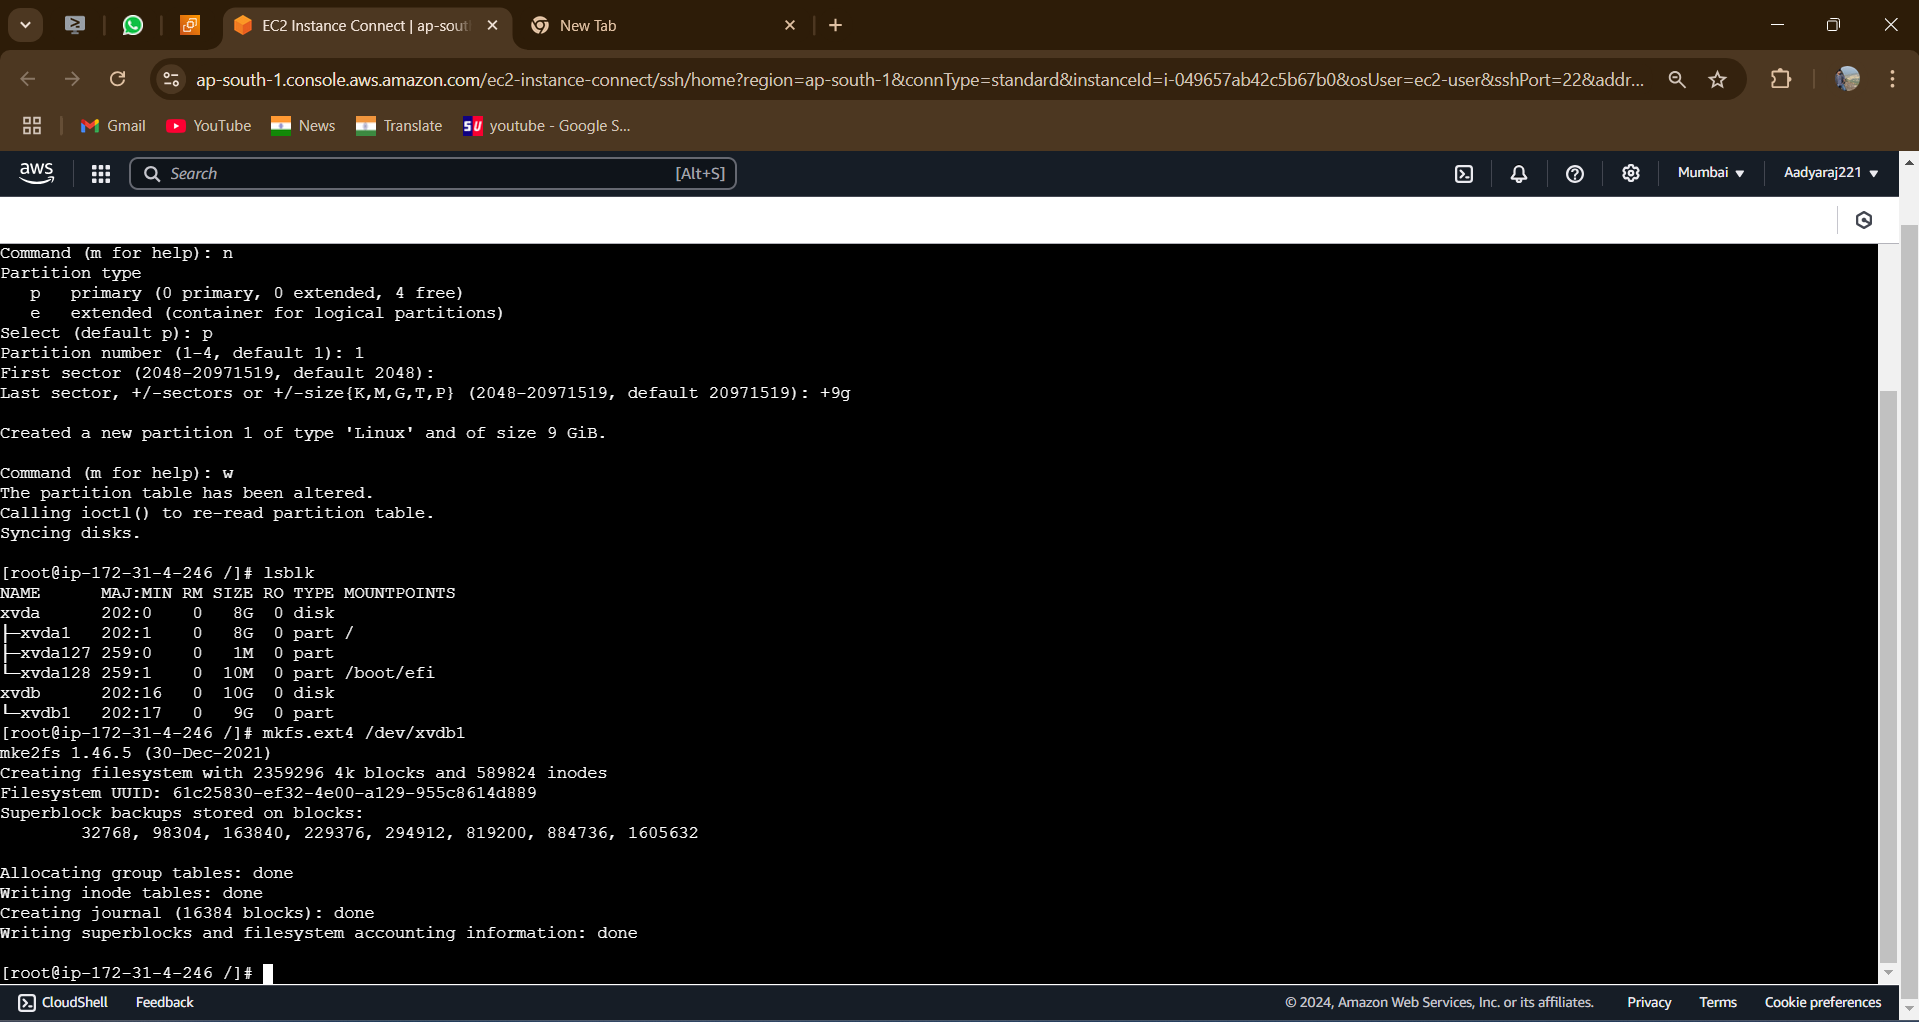 EC2 Instance Connect | ap-sout
New Tab
ap-south-1.console.aws.amazon.com/ec2-instance-connect/ssh/home?region=ap-south-1&connType=standard&instanceId=i-049657ab42c5b67b0&osUser=ec2-user&sshPort=22&addr...
Gmail YouTube News Translate SU youtube - Google S...
aws Search [Alt+S] Mumbai ▼ Aadyaraj221 ▼
Command (m for help): n
Partition type
   p   primary (0 primary, 0 extended, 4 free)
   e   extended (container for logical partitions)
Select (default p): p
Partition number (1-4, default 1): 1
First sector (2048-20971519, default 2048):
Last sector, +/-sectors or +/-size{K,M,G,T,P} (2048-20971519, default 20971519): +9g
Created a new partition 1 of type 'Linux' and of size 9 GiB.
Command (m for help): w
The partition table has been altered.
Calling ioctl() to re-read partition table.
Syncing disks.
[root@ip-172-31-4-246 /]# lsblk
NAME      MAJ:MIN RM SIZE RO TYPE MOUNTPOINTS
xvda      202:0    0   8G  0 disk
├─xvda1   202:1    0   8G  0 part /
├─xvda127 259:0    0   1M  0 part
└─xvda128 259:1    0  10M  0 part /boot/efi
xvdb      202:16   0  10G  0 disk
└─xvdb1   202:17   0   9G  0 part
[root@ip-172-31-4-246 /]# mkfs.ext4 /dev/xvdb1
mke2fs 1.46.5 (30-Dec-2021)
Creating filesystem with 2359296 4k blocks and 589824 inodes
Filesystem UUID: 61c25830-ef32-4e00-a129-955c8614d889
Superblock backups stored on blocks:
        32768, 98304, 163840, 229376, 294912, 819200, 884736, 1605632
Allocating group tables: done
Writing inode tables: done
Creating journal (16384 blocks): done
Writing superblocks and filesystem accounting information: done
[root@ip-172-31-4-246 /]#
CloudShell Feedback © 2024, Amazon Web Services, Inc. or its affiliates. Privacy Terms Cookie preferences